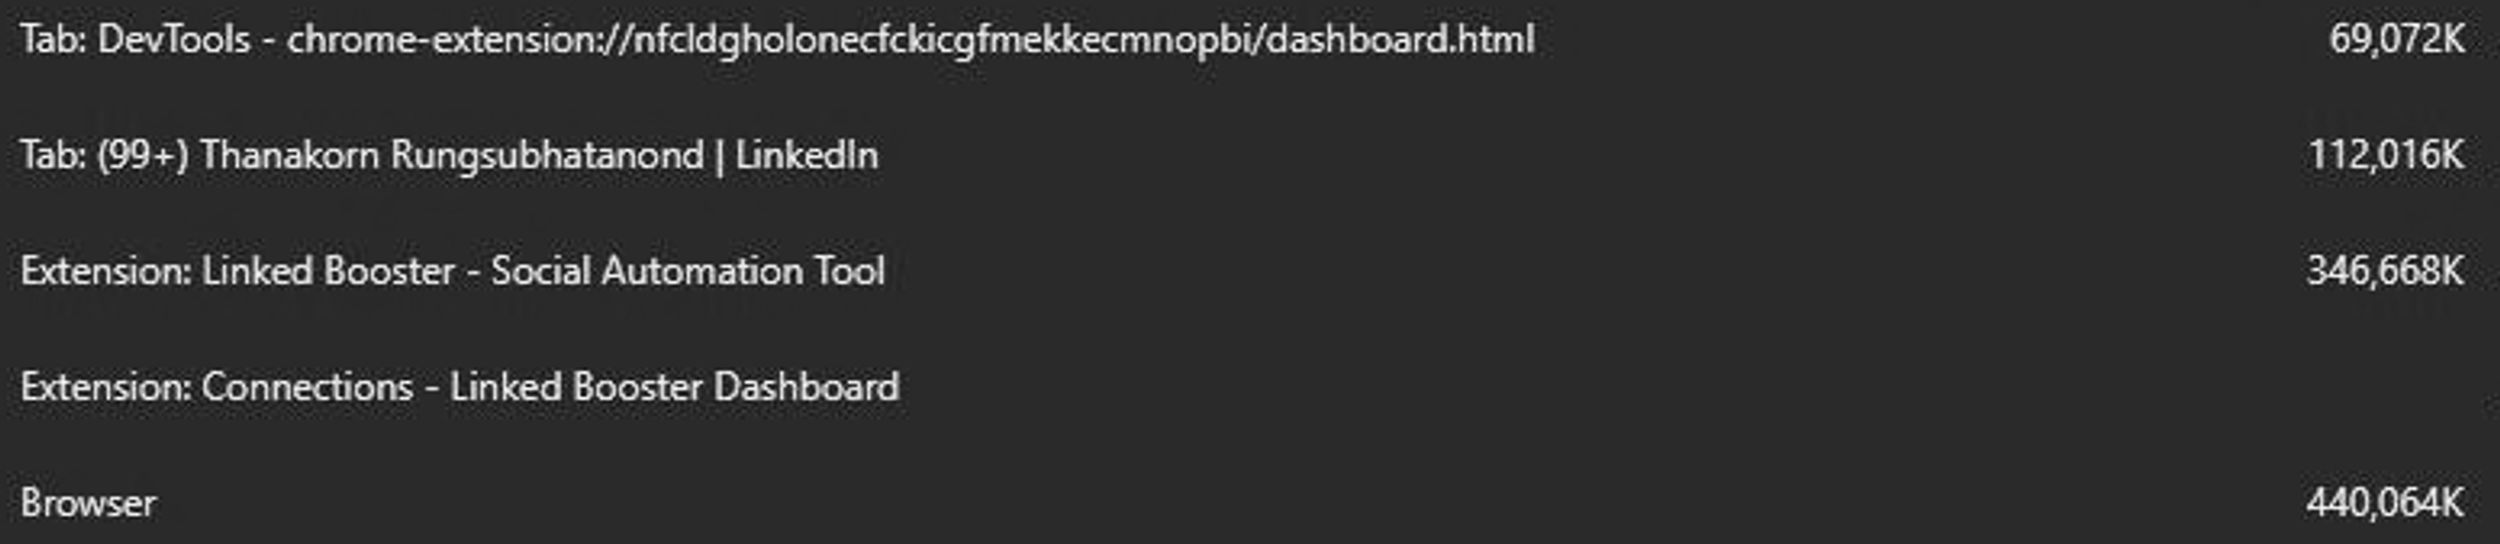 Tab: DevTools - chrome-extension://nfcldgholonecfckicgfmekkecmnopbi/dashboard.html 69,072K
Tab: (99+) Thanakorn Rungsubhatanond | LinkedIn 112,016K
Extension: Linked Booster - Social Automation Tool 346,668K
Extension: Connections - Linked Booster Dashboard
Browser 440,064K